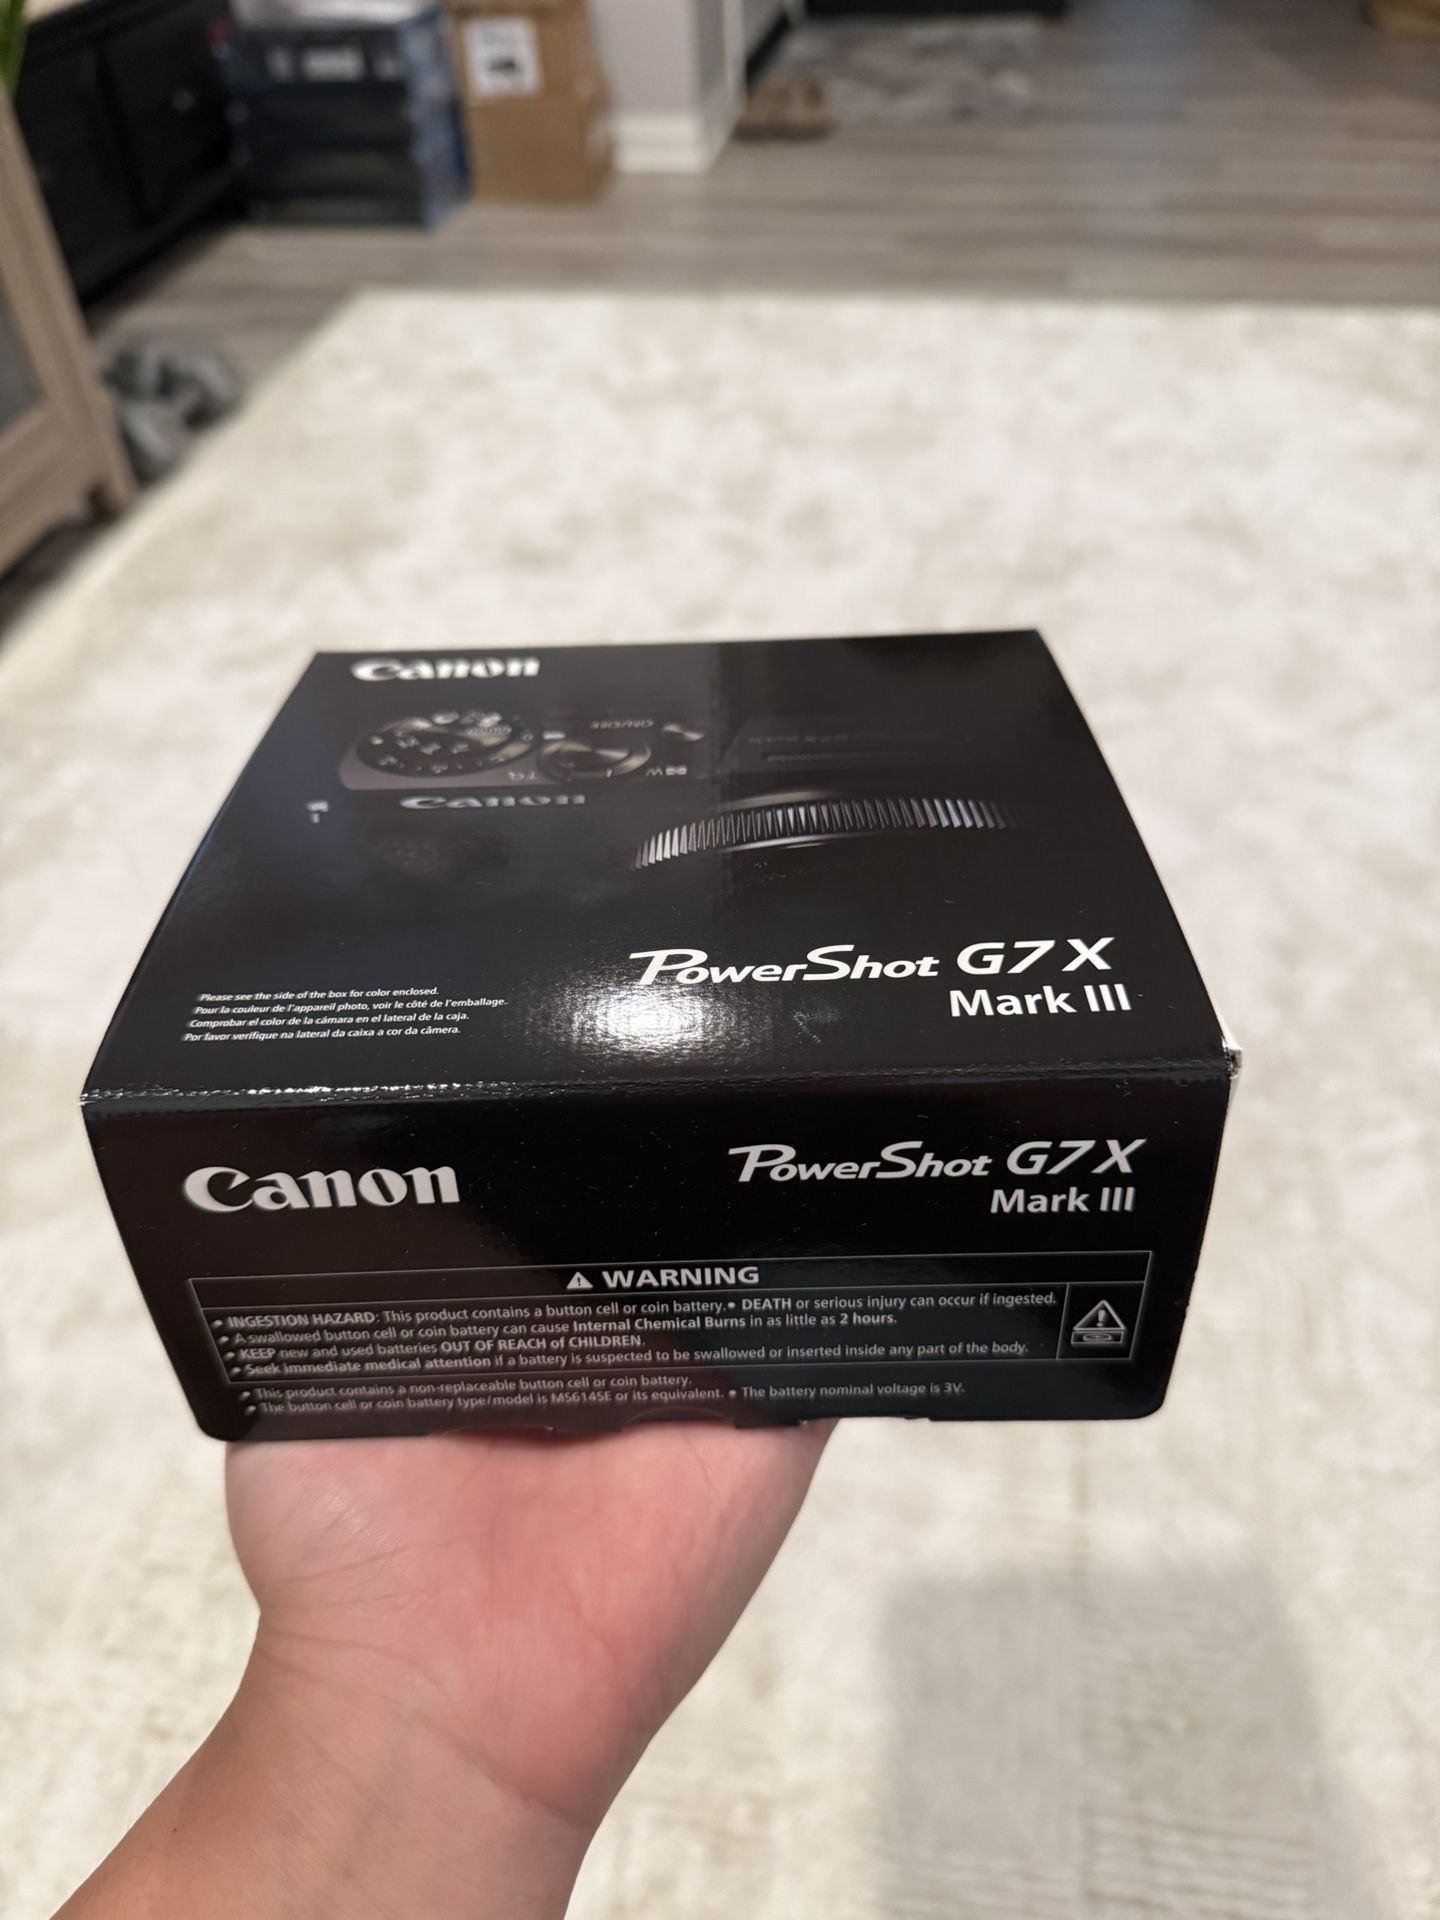 Canon
ON/OFF
Canon
PowerShot G7 X
Mark III
Please see the side of the box for color enclosed.
Pour la couleur de l'appareil photo, voir le côté de l'emballage.
Comprobar el color de la cámara en el lateral de la caja.
Por favor verifique na lateral da caixa a cor da câmera.
Canon
PowerShot G7 X
Mark III
⚠ WARNING
• INGESTION HAZARD: This product contains a button cell or coin battery. • DEATH or serious injury can occur if ingested.
• A swallowed button cell or coin battery can cause Internal Chemical Burns in as little as 2 hours.
• KEEP new and used batteries OUT OF REACH of CHILDREN.
• Seek immediate medical attention if a battery is suspected to be swallowed or inserted inside any part of the body.
• This product contains a non-replaceable button cell or coin battery.
• The button cell or coin battery type/model is MS614SE or its equivalent. • The battery nominal voltage is 3V.